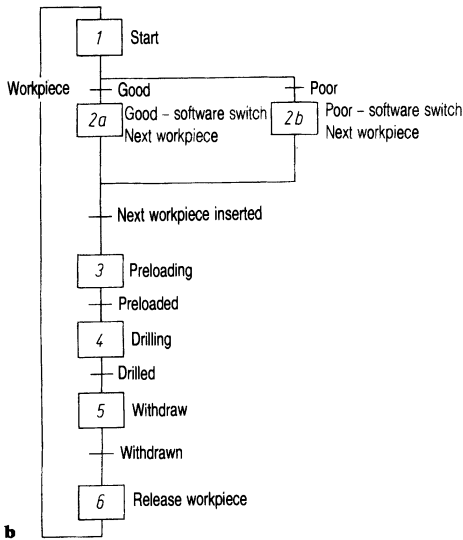 1 Start
Workpiece Good Poor
2a Good – software switch
Next workpiece
2b Poor – software switch
Next workpiece
Next workpiece inserted
3 Preloading
Preloaded
4 Drilling
Drilled
5 Withdraw
Withdrawn
6 Release workpiece
b